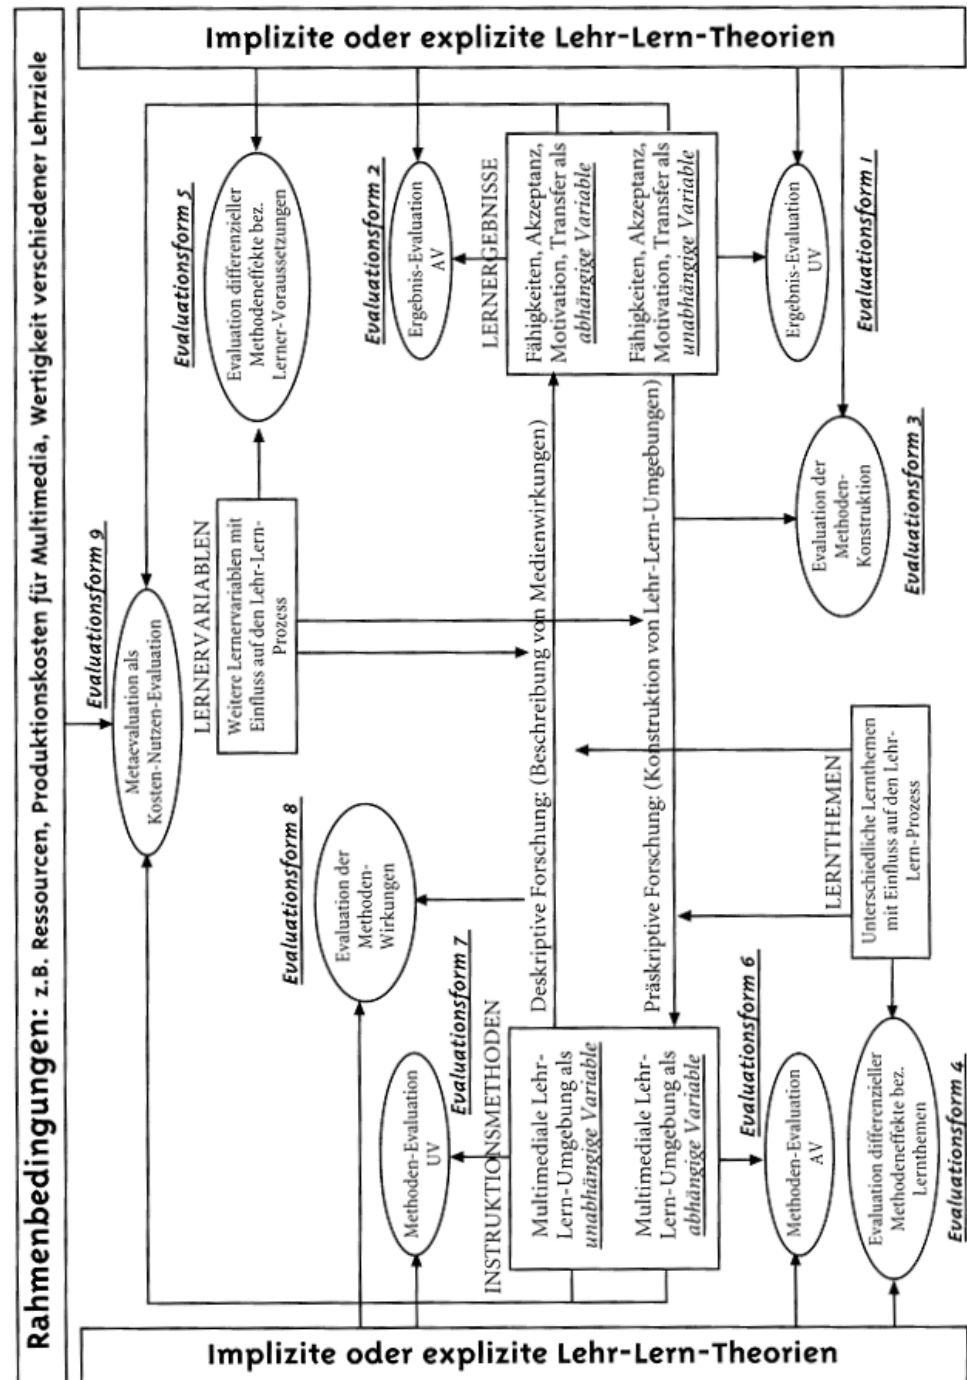 Implizite oder explizite Lehr-Lern-Theorien
Rahmenbedingungen: z.B. Ressourcen, Produktionskosten für Multimedia, Wertigkeit verschiedener Lehrziele
Evaluationsform 9
Metaevaluation als
Kosten-Nutzen-Evaluation
Evaluationsform 5
Evaluation differenzieller
Methodeneffekte bez.
Lerner-Voraussetzungen
LERNERVARIABLEN
Weitere Lernervariablen mit
Einfluss auf den Lehr-Lern-
Prozess
Evaluationsform 8
Evaluation der
Methoden-
Wirkungen
Evaluationsform 2
Ergebnis-Evaluation
AV
Evaluationsform 7
Methoden-Evaluation
UV
INSTRUKTIONSMETHODEN
Multimediale Lehr-
Lern-Umgebung als
unabhängige Variable
Multimediale Lehr-
Lern-Umgebung als
abhängige Variable
Deskriptive Forschung: (Beschreibung von Medienwirkungen)
Präskriptive Forschung: (Konstruktion von Lehr-Lern-Umgebungen)
LERNERGEBNISSE
Fähigkeiten, Akzeptanz,
Motivation, Transfer als
abhängige Variable
Fähigkeiten, Akzeptanz,
Motivation, Transfer als
unabhängige Variable
Evaluationsform 6
Methoden-Evaluation
AV
LERNTHEMEN
Unterschiedliche Lernthemen
mit Einfluss auf den Lehr-
Lern-Prozess
Ergebnis-Evaluation
UV
Evaluationsform 1
Evaluation der
Methoden-
Konstruktion
Evaluationsform 3
Evaluation differenzieller
Methodeneffekte bez.
Lernthemen
Evaluationsform 4
Implizite oder explizite Lehr-Lern-Theorien